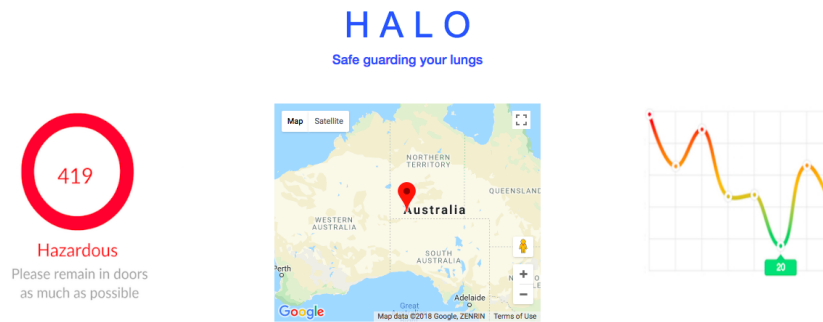 HALO
Safe guarding your lungs
419
Hazardous
Please remain in doors
as much as possible
Map Satellite
NORTHERN
TERRITORY
QUEENSLAND
Australia
WESTERN
AUSTRALIA
SOUTH
AUSTRALIA
Perth
Great
Adelaide
Google
Map data ©2018 Google, ZENRIN Terms of Use
20